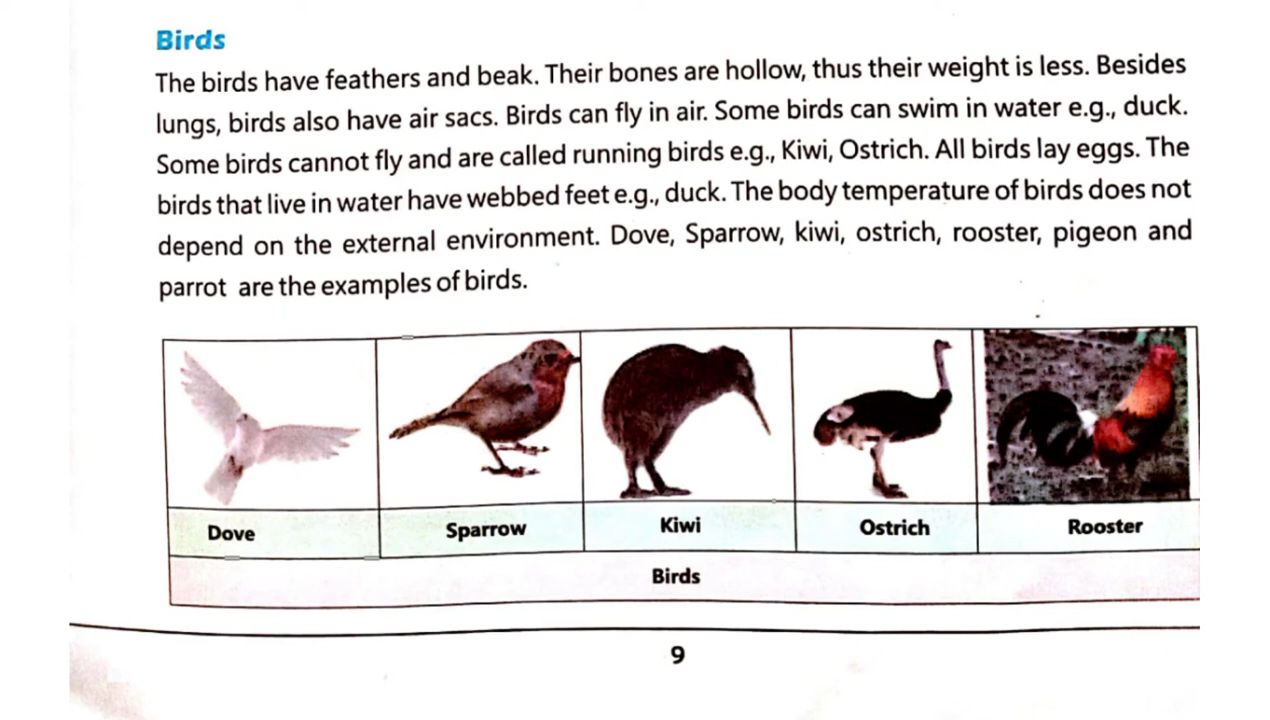 Birds
The birds have feathers and beak. Their bones are hollow, thus their weight is less. Besides
lungs, birds also have air sacs. Birds can fly in air. Some birds can swim in water e.g., duck.
Some birds cannot fly and are called running birds e.g., Kiwi, Ostrich. All birds lay eggs. The
birds that live in water have webbed feet e.g., duck. The body temperature of birds does not
depend on the external environment. Dove, Sparrow, kiwi, ostrich, rooster, pigeon and
parrot are the examples of birds.
Dove Sparrow Kiwi Ostrich Rooster
Birds
9